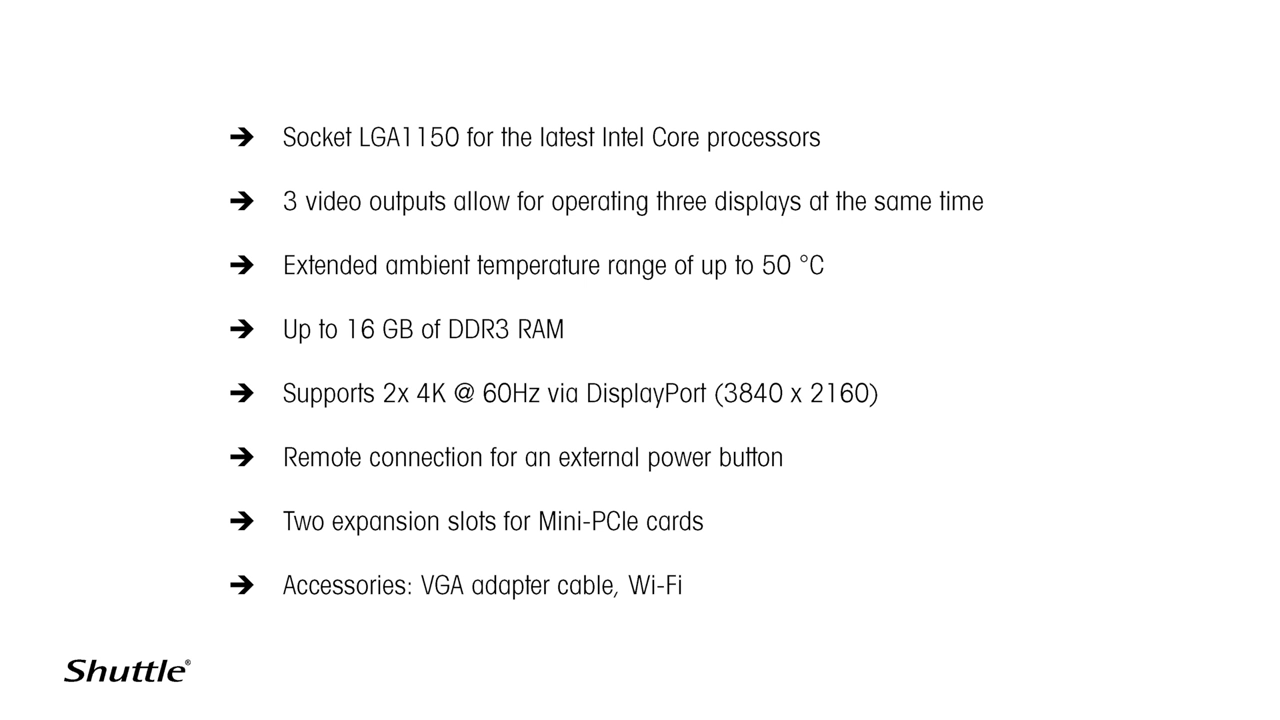 ➔ Socket LGA1150 for the latest Intel Core processors
➔ 3 video outputs allow for operating three displays at the same time
➔ Extended ambient temperature range of up to 50 °C
➔ Up to 16 GB of DDR3 RAM
➔ Supports 2x 4K @ 60Hz via DisplayPort (3840 x 2160)
➔ Remote connection for an external power button
➔ Two expansion slots for Mini-PCIe cards
➔ Accessories: VGA adapter cable, Wi-Fi
Shuttle®